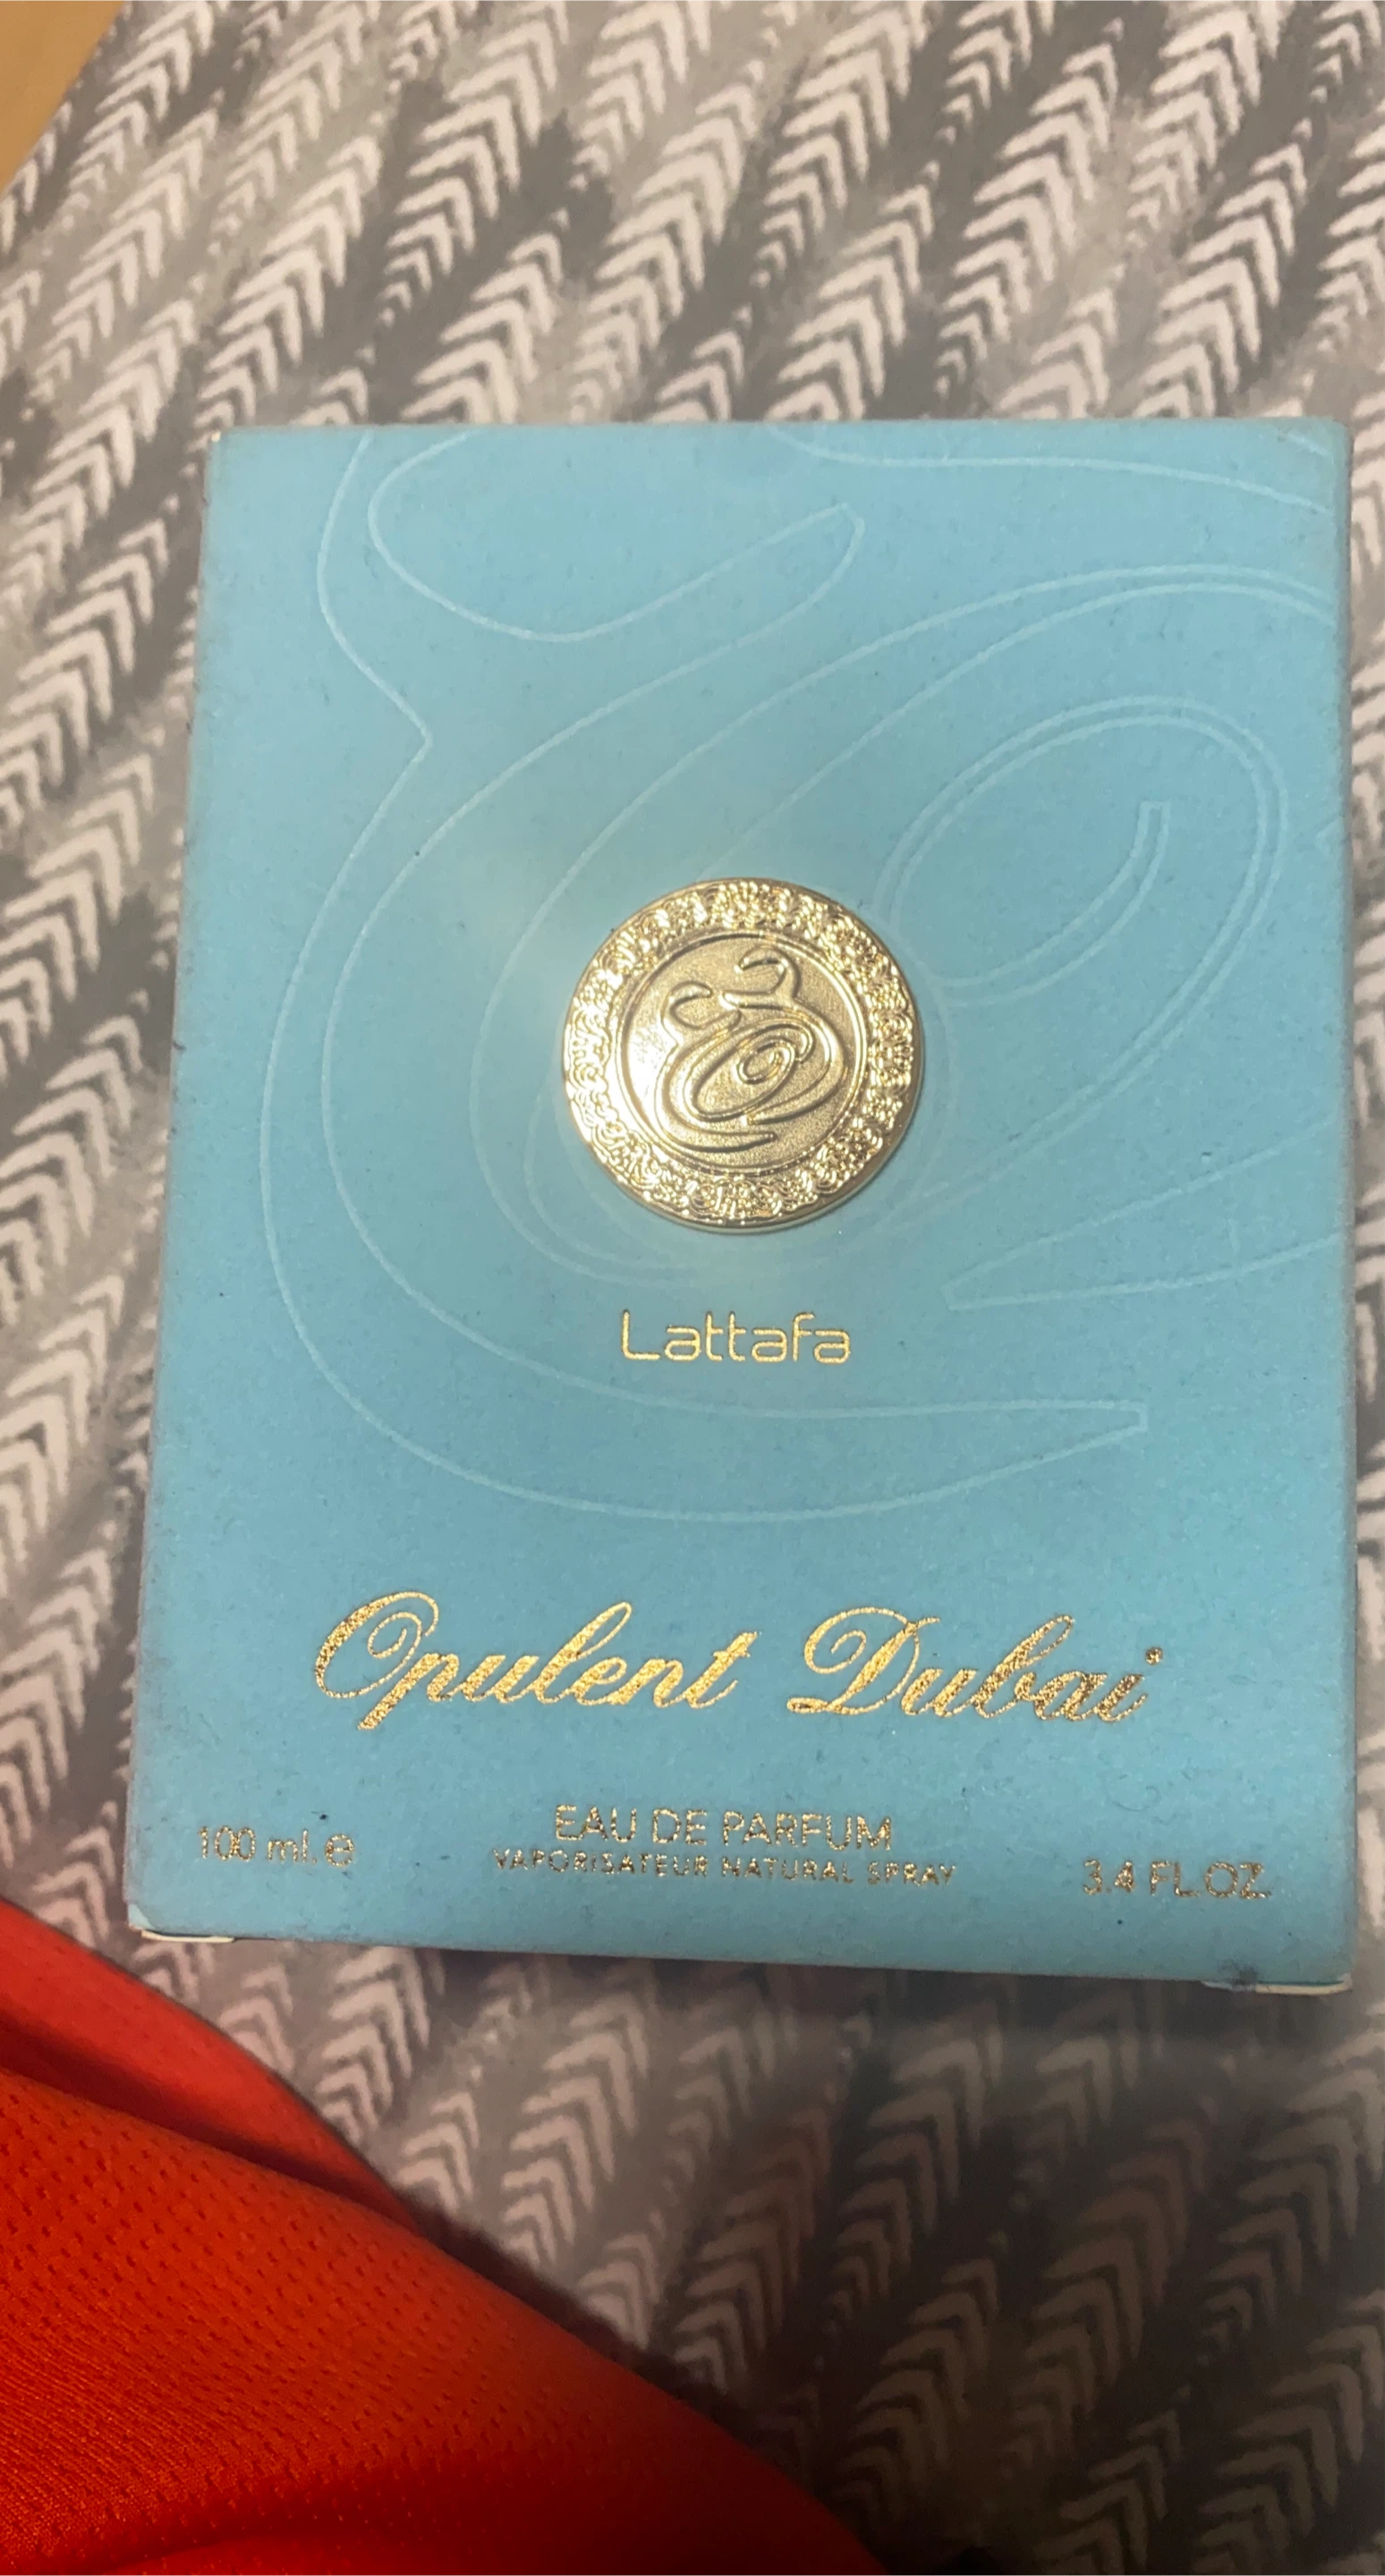 Lattafa
Opulent Dubai
100 ml. ℮
EAU DE PARFUM
VAPORISATEUR NATURAL SPRAY
3.4 FL.OZ.